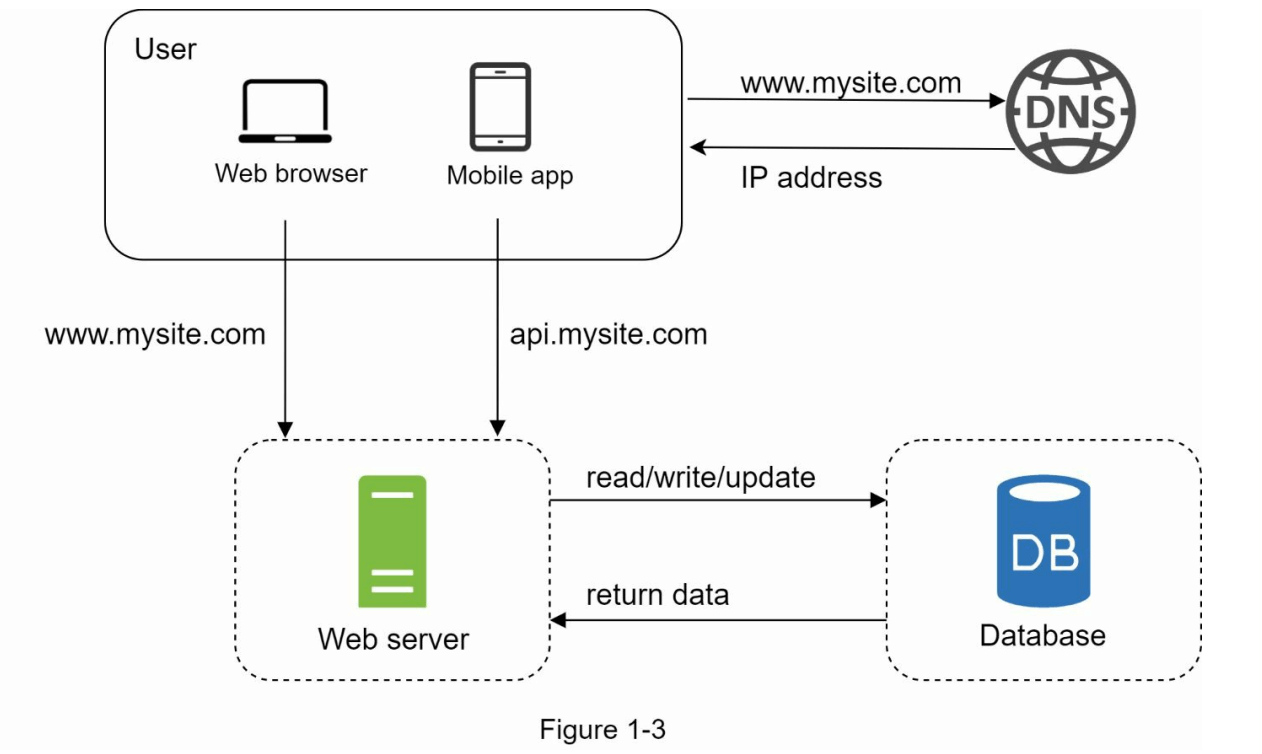 User
Web browser
Mobile app
www.mysite.com
DNS
IP address
www.mysite.com
api.mysite.com
read/write/update
return data
Web server
DB
Database
Figure 1-3